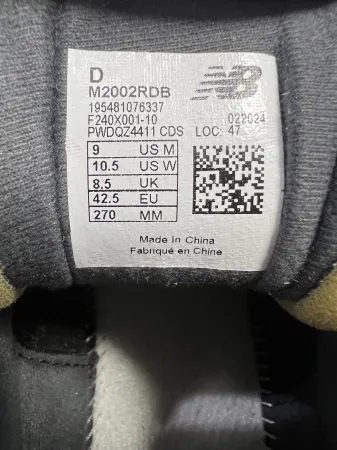 D
M2002RDB
195481076337
F240X001-10 022024
PWDQZ4411 CDS LOC: 47
9 US M
10.5 US W
8.5 UK
42.5 EU
270 MM
Made In China
Fabriqué en Chine